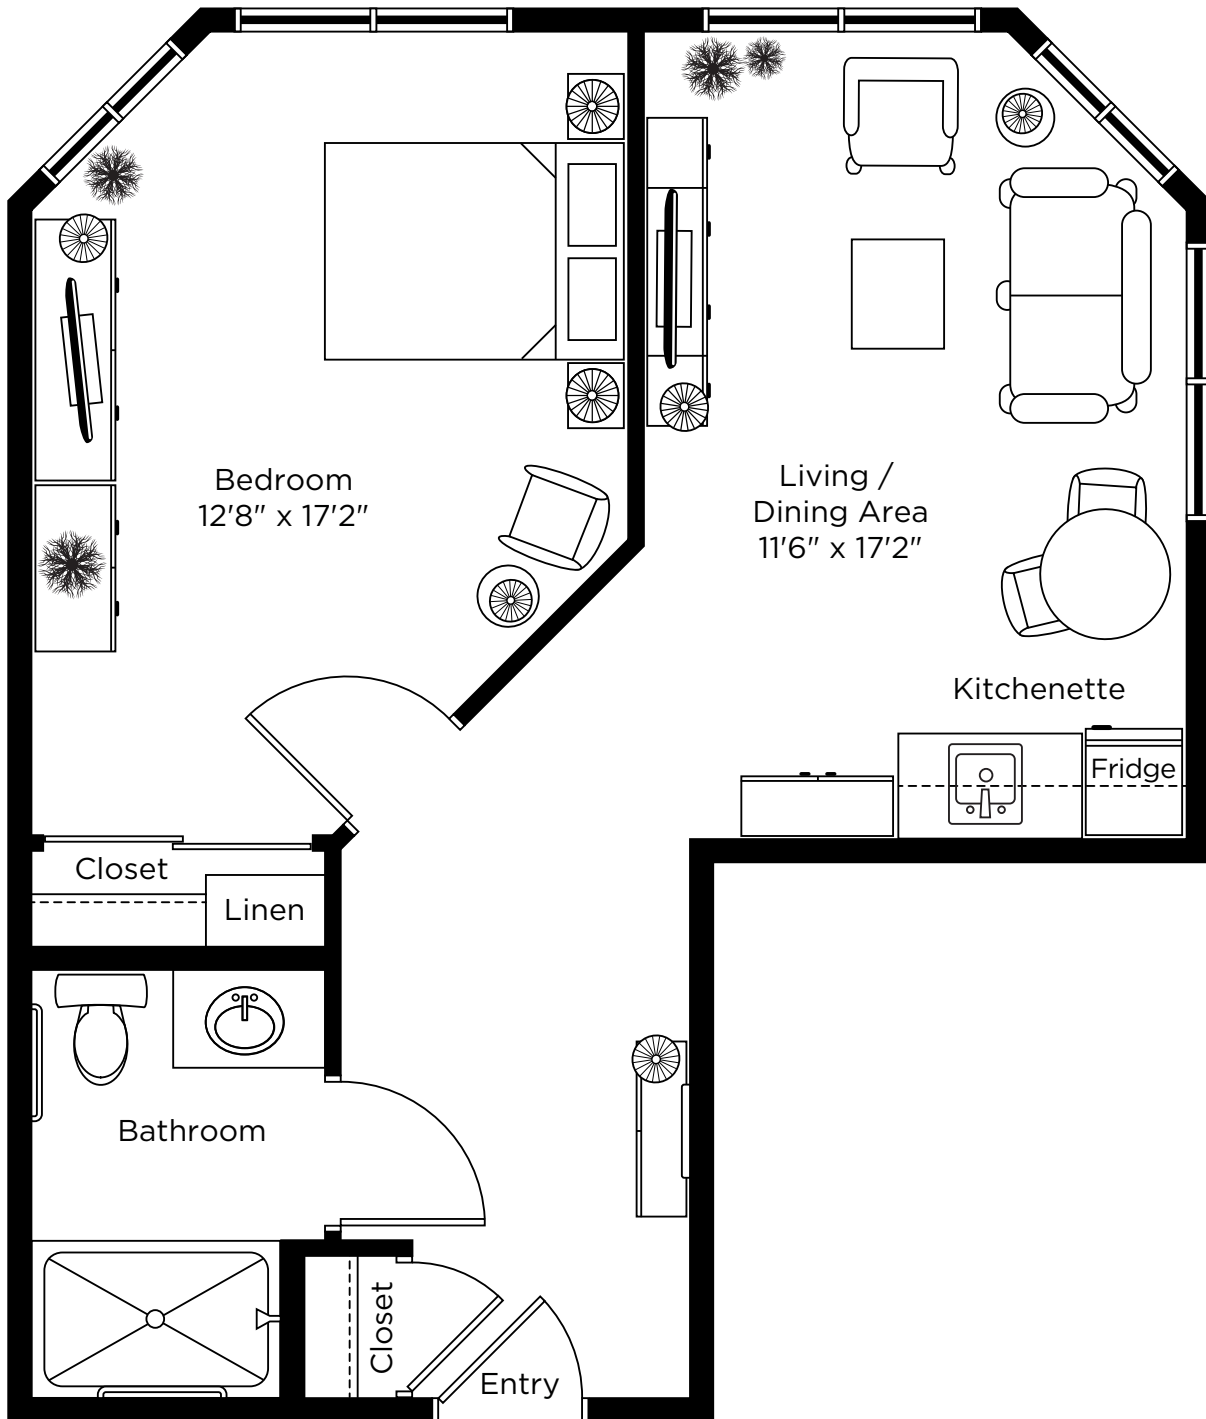 Bedroom
12'8" x 17'2"
Living /
Dining Area
11'6" x 17'2"
Kitchenette
Fridge
Closet
Linen
Bathroom
Closet
Entry